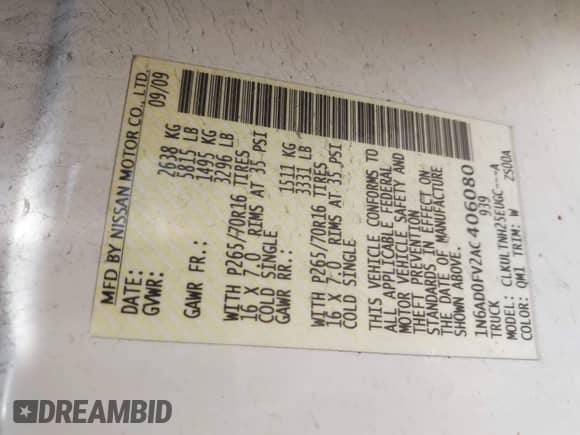 MFD BY NISSAN MOTOR CO., LTD.
DATE: 09/09
GVWR: 2638 KG
5815 LB
GAWR FR.: 1495 KG
3296 LB
WITH P265/70R16 TIRES
16 X 7.0 RIMS AT 35 PSI
COLD SINGLE
GAWR RR.: 1511 KG
3331 LB
WITH P265/70R16 TIRES
16 X 7.0 RIMS AT 35 PSI
COLD SINGLE
THIS VEHICLE CONFORMS TO
ALL APPLICABLE FEDERAL
MOTOR VEHICLE SAFETY AND
THEFT PREVENTION
STANDARDS IN EFFECT ON
THE DATE OF MANUFACTURE
SHOWN ABOVE.
1N6AD0FV2AC406080
TRUCK 939
MODEL: CLKULTNH25EUGC---A
COLOR: QM1 TRIM: W 2S00A
DREAMBID